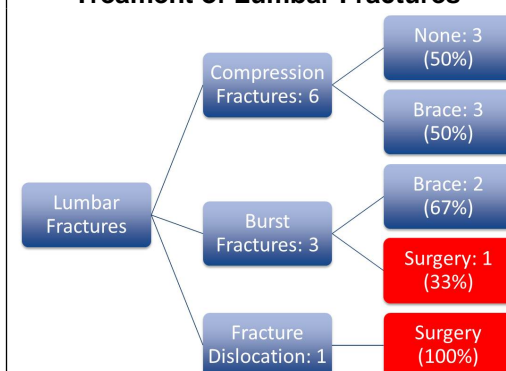 Treament of Lumbar Fractures
Lumbar
Fractures
Compression
Fractures: 6
None: 3
(50%)
Brace: 3
(50%)
Burst
Fractures: 3
Brace: 2
(67%)
Surgery: 1
(33%)
Fracture
Dislocation: 1
Surgery
(100%)